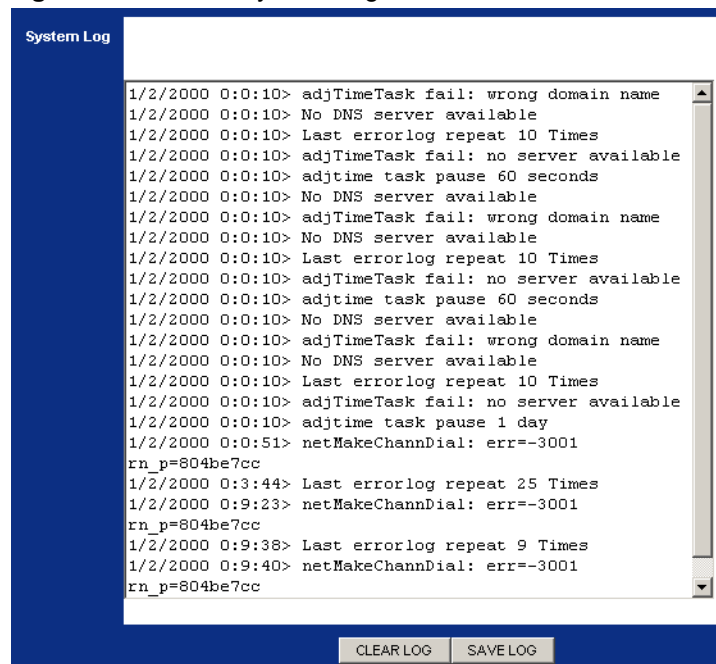 System Log
1/2/2000 0:0:10> adjTimeTask fail: wrong domain name
1/2/2000 0:0:10> No DNS server available
1/2/2000 0:0:10> Last errorlog repeat 10 Times
1/2/2000 0:0:10> adjTimeTask fail: no server available
1/2/2000 0:0:10> adjtime task pause 60 seconds
1/2/2000 0:0:10> No DNS server available
1/2/2000 0:0:10> adjTimeTask fail: wrong domain name
1/2/2000 0:0:10> No DNS server available
1/2/2000 0:0:10> Last errorlog repeat 10 Times
1/2/2000 0:0:10> adjTimeTask fail: no server available
1/2/2000 0:0:10> adjtime task pause 60 seconds
1/2/2000 0:0:10> No DNS server available
1/2/2000 0:0:10> adjTimeTask fail: wrong domain name
1/2/2000 0:0:10> No DNS server available
1/2/2000 0:0:10> Last errorlog repeat 10 Times
1/2/2000 0:0:10> adjTimeTask fail: no server available
1/2/2000 0:0:10> adjtime task pause 1 day
1/2/2000 0:0:51> netMakeChannDial: err=-3001
rn_p=804be7cc
1/2/2000 0:3:44> Last errorlog repeat 25 Times
1/2/2000 0:9:23> netMakeChannDial: err=-3001
rn_p=804be7cc
1/2/2000 0:9:38> Last errorlog repeat 9 Times
1/2/2000 0:9:40> netMakeChannDial: err=-3001
rn_p=804be7cc
CLEAR LOG SAVE LOG